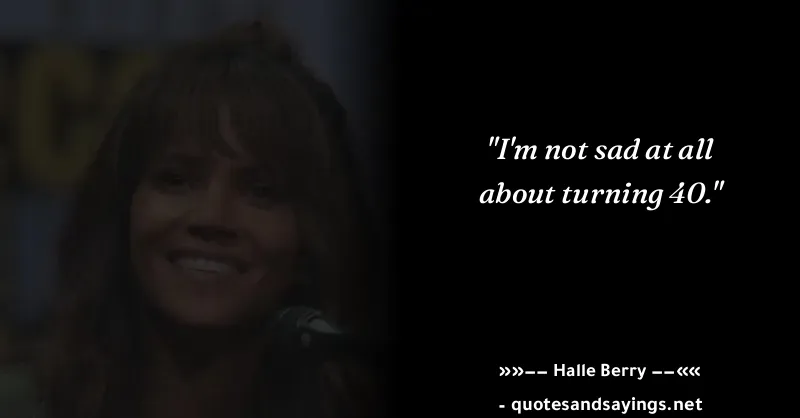 "I'm not sad at all
about turning 40."
»»−− Halle Berry −−««
- quotesandsayings.net